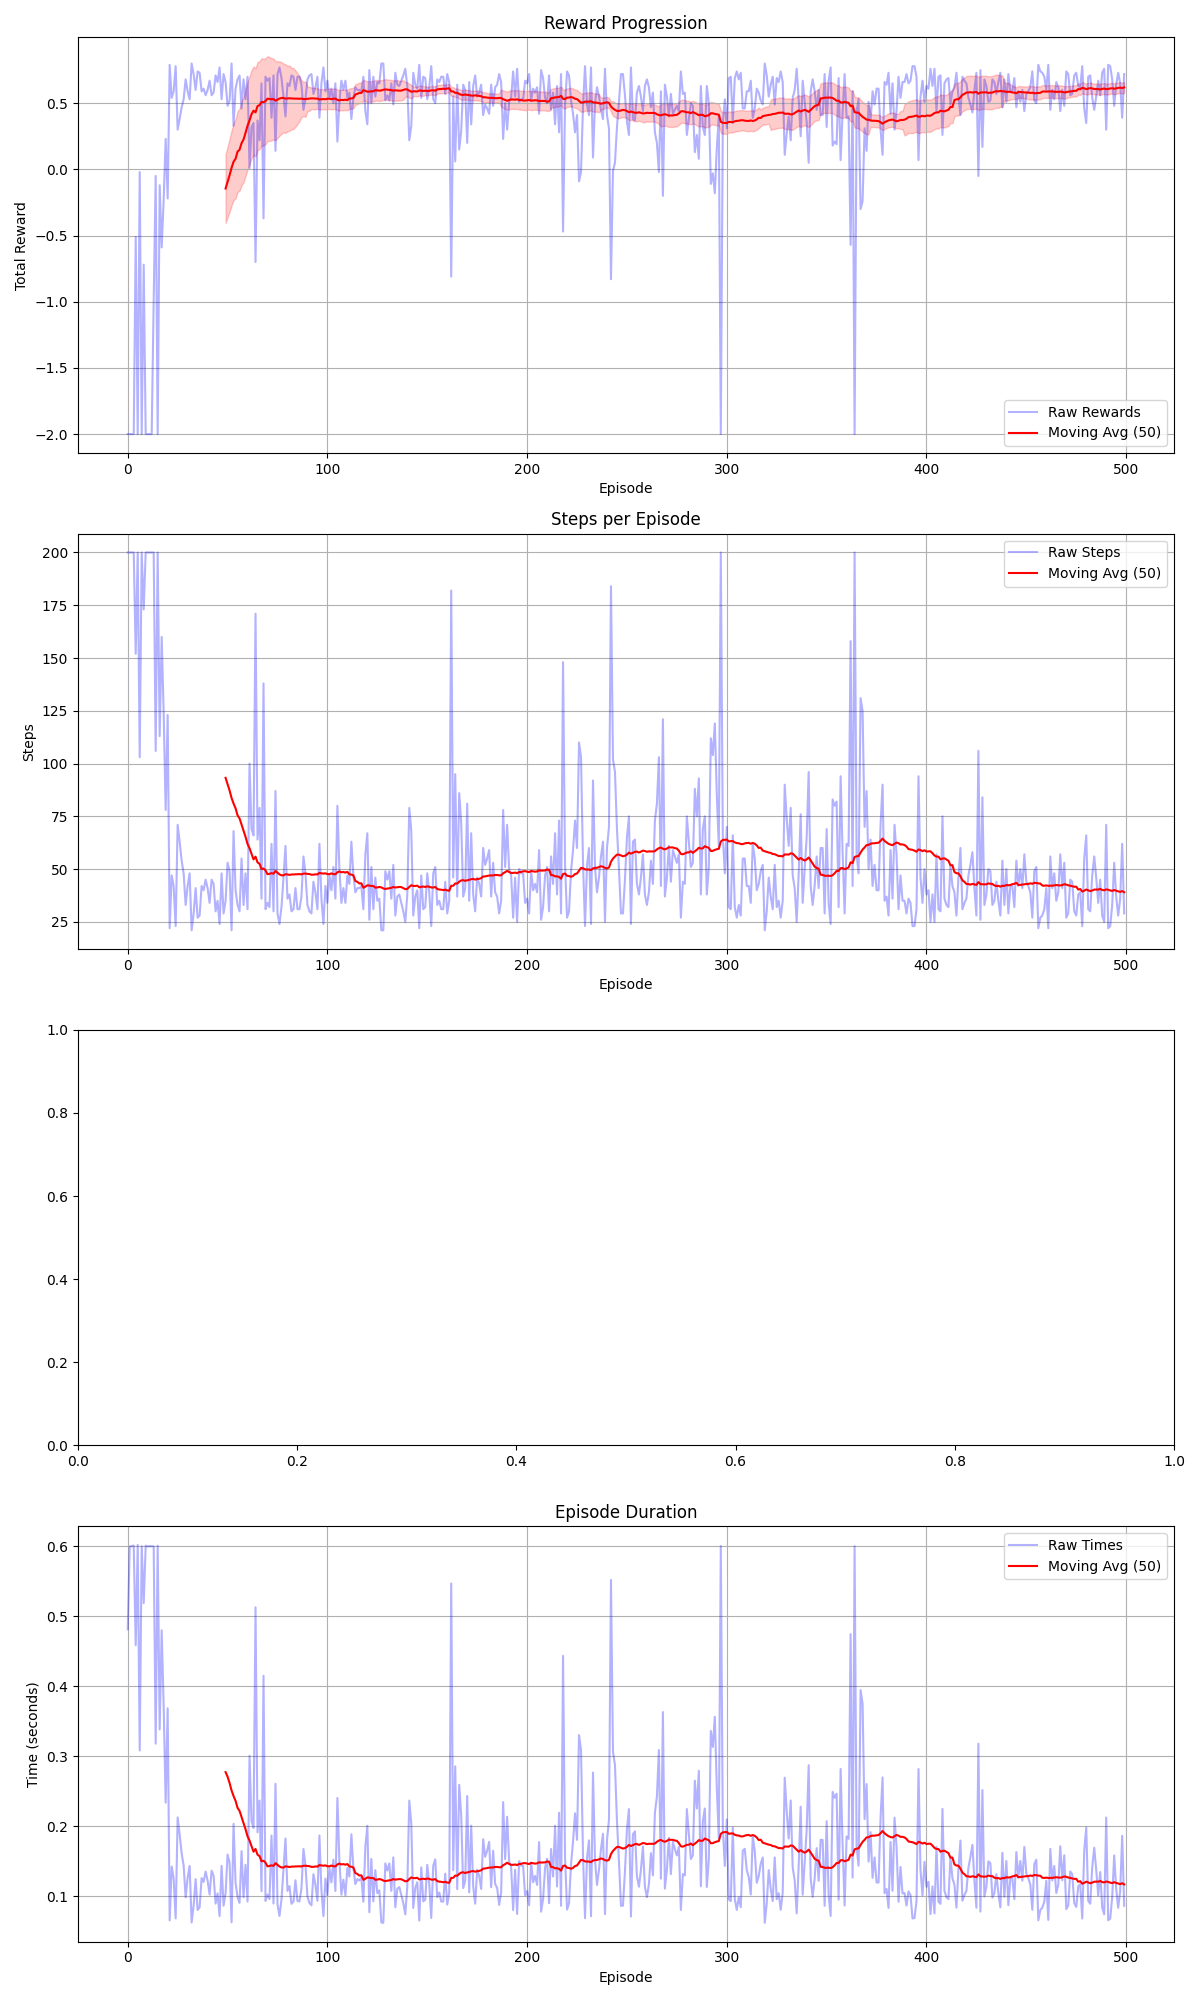 Reward Progression
Total Reward
0.5
0.0
−0.5
−1.0
−1.5
−2.0
Raw Rewards
Moving Avg (50)
0 100 200 300 400 500
Episode
Steps per Episode
Steps
200
175
150
125
100
75
50
25
Raw Steps
Moving Avg (50)
0 100 200 300 400 500
Episode
1.0
0.8
0.6
0.4
0.2
0.0
0.0 0.2 0.4 0.6 0.8 1.0
Episode Duration
Time (seconds)
0.6
0.5
0.4
0.3
0.2
0.1
Raw Times
Moving Avg (50)
0 100 200 300 400 500
Episode